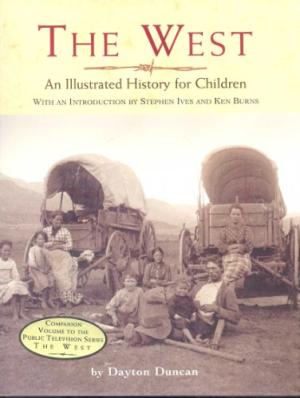 THE WEST
An Illustrated History for Children
WITH AN INTRODUCTION BY STEPHEN IVES AND KEN BURNS
COMPANION
VOLUME TO THE
PUBLIC TELEVISION SERIES
THE WEST
by Dayton Duncan